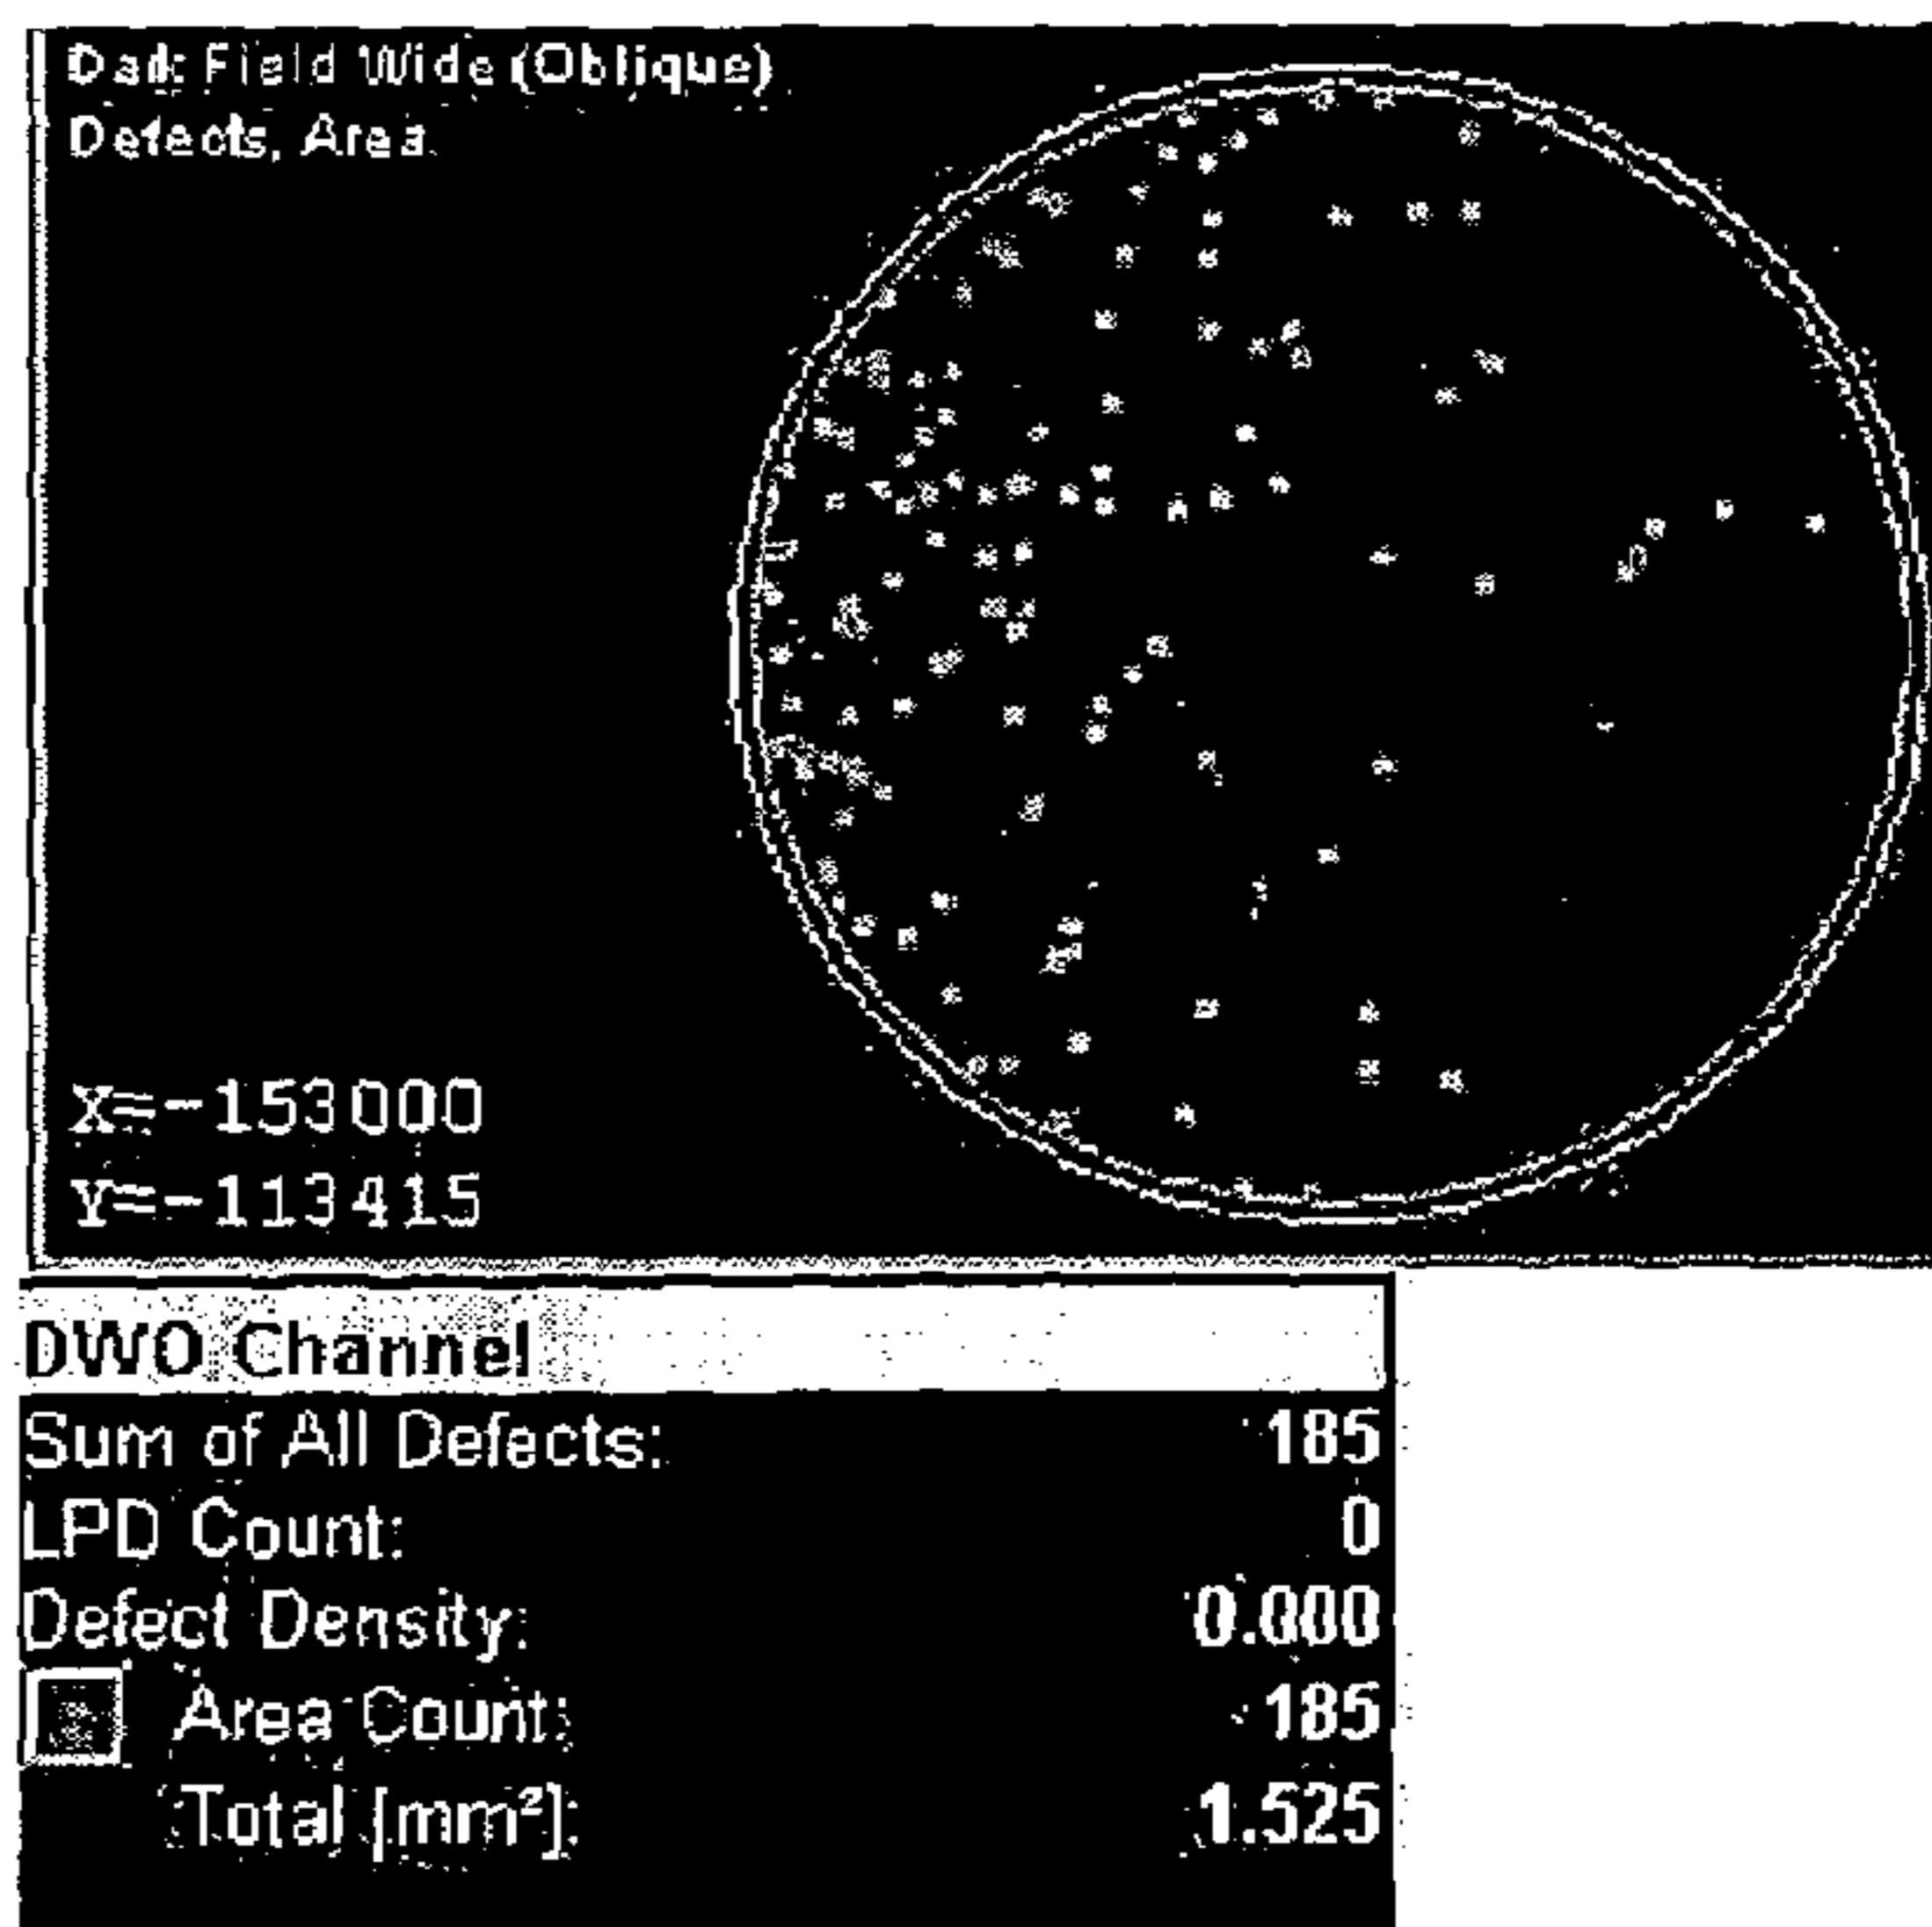 Dark Field Wide (Oblique)
Defects, Area
X=-153000
Y=-113415
DWO Channel
Sum of All Defects: 185
LPD Count: 0
Defect Density: 0.000
Area Count: 185
Total [mm²]: 1.525